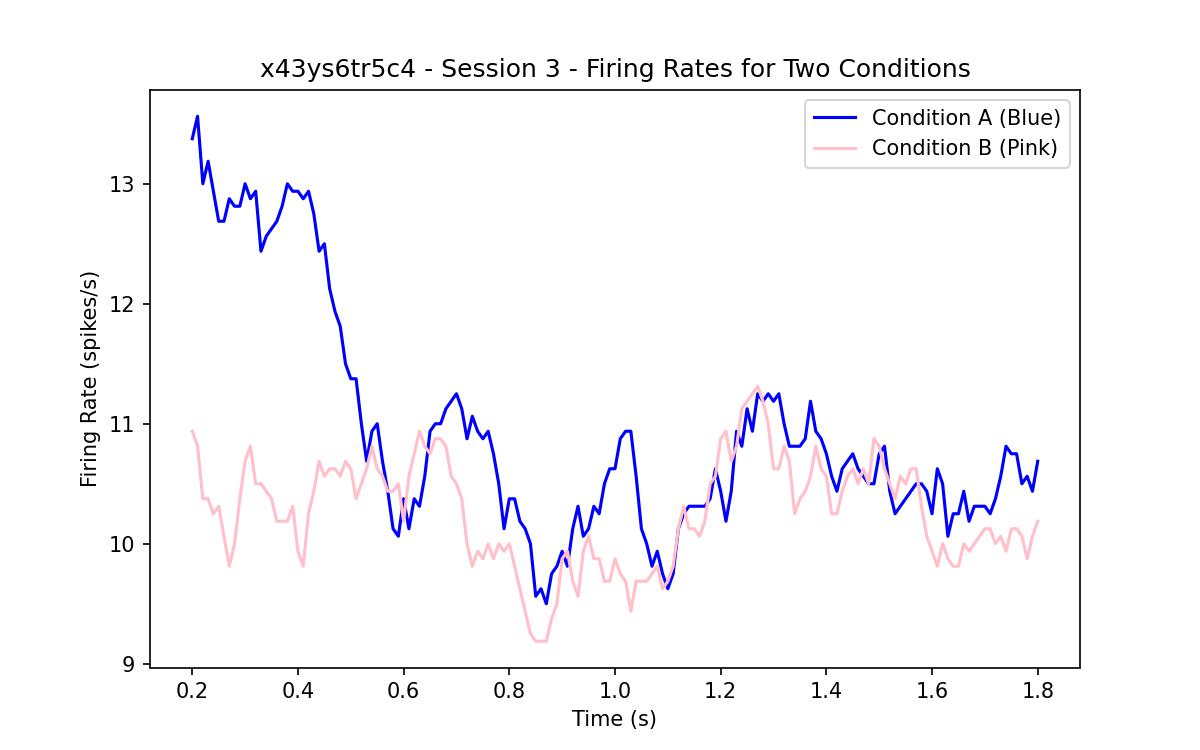 x43ys6tr5c4 - Session 3 - Firing Rates for Two Conditions
Condition A (Blue)
Condition B (Pink)
Firing Rate (spikes/s)
13
12
11
10
9
0.2 0.4 0.6 0.8 1.0 1.2 1.4 1.6 1.8
Time (s)